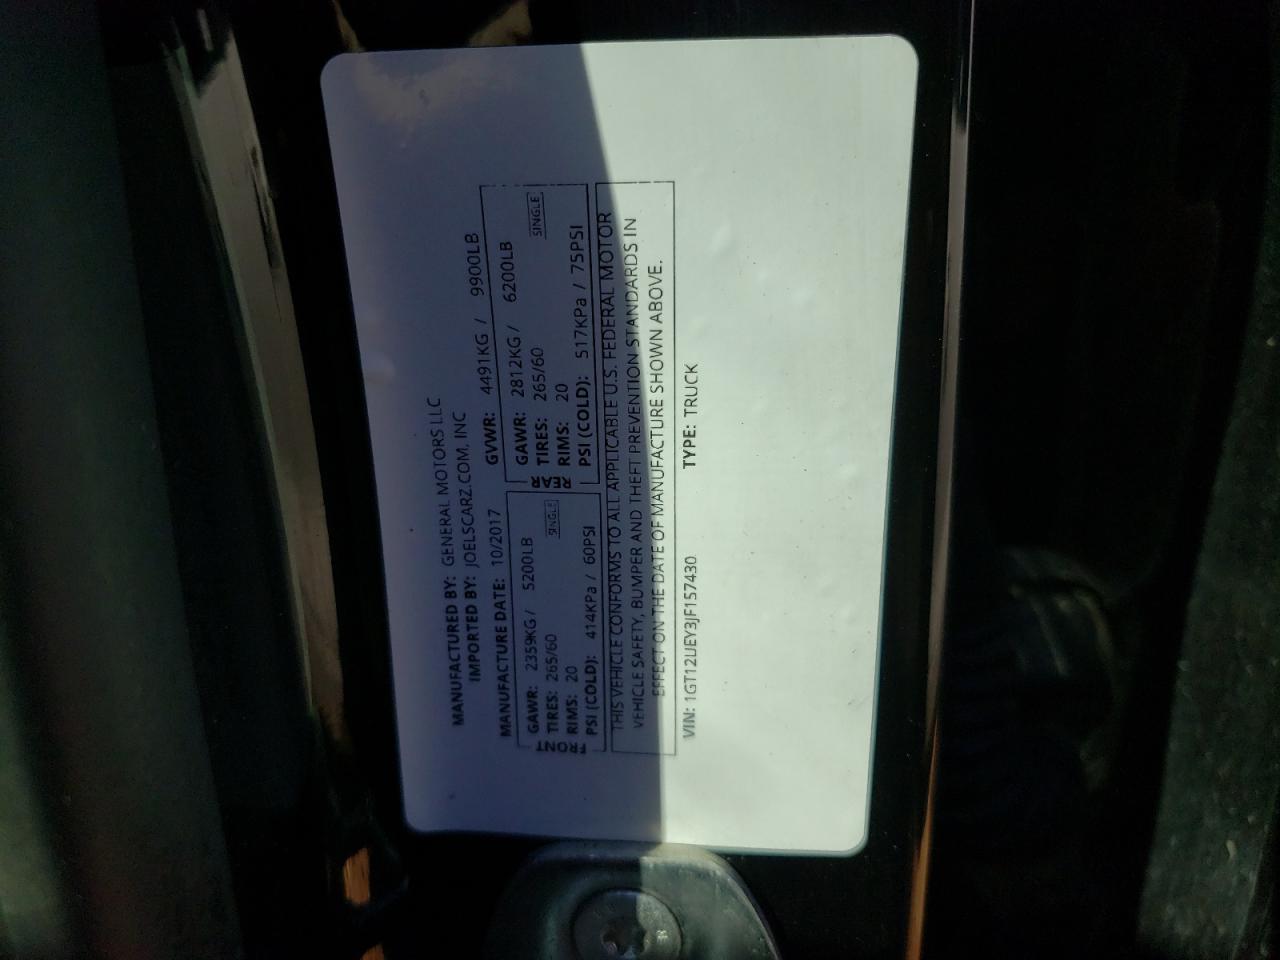 MANUFACTURED BY: GENERAL MOTORS LLC
IMPORTED BY: JOELSCARZ.COM, INC
MANUFACTURE DATE: 10/2017 GVWR: 4491KG / 9900LB
FRONT
GAWR: 2359KG / 5200LB
TIRES: 265/60 SINGLE
RIMS: 20
PSI (COLD): 414KPa / 60PSI
REAR
GAWR: 2812KG / 6200LB
TIRES: 265/60 SINGLE
RIMS: 20
PSI (COLD): 517KPa / 75PSI
THIS VEHICLE CONFORMS TO ALL APPLICABLE U.S. FEDERAL MOTOR
VEHICLE SAFETY, BUMPER AND THEFT PREVENTION STANDARDS IN
EFFECT ON THE DATE OF MANUFACTURE SHOWN ABOVE.
VIN: 1GT12UEY3JF157430 TYPE: TRUCK